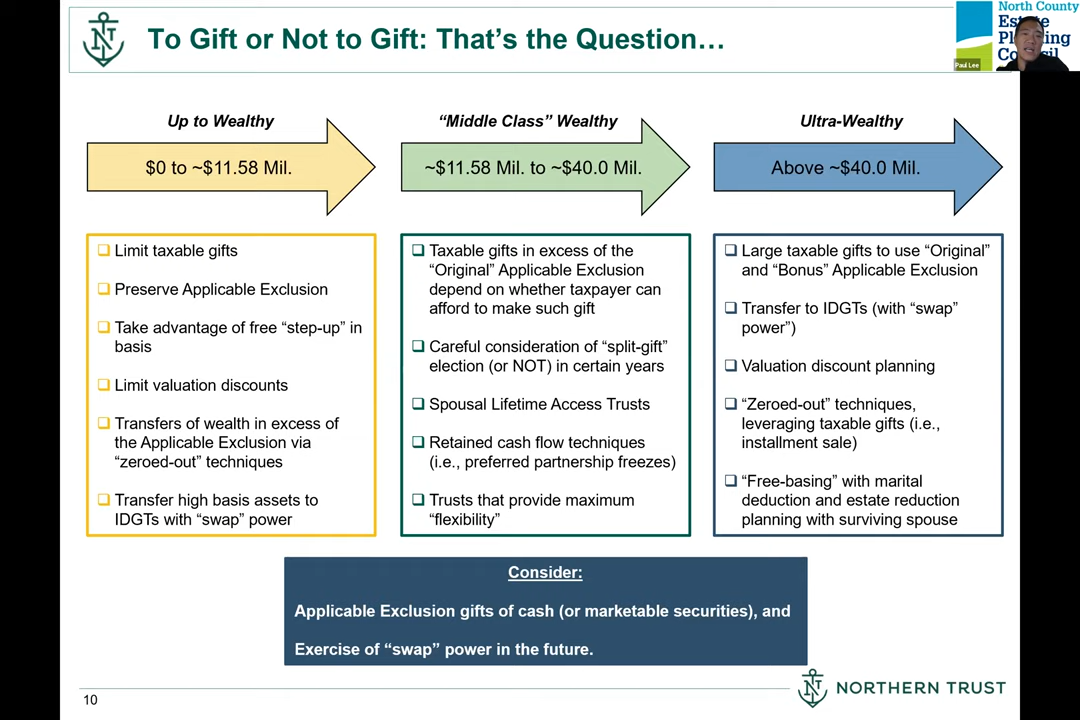 To Gift or Not to Gift: That's the Question…
North County
Estate
Planning
Council
Paul Lee
Up to Wealthy
$0 to ~$11.58 Mil.
Limit taxable gifts
Preserve Applicable Exclusion
Take advantage of free “step-up” in
basis
Limit valuation discounts
Transfers of wealth in excess of
the Applicable Exclusion via
“zeroed-out” techniques
Transfer high basis assets to
IDGTs with “swap” power
“Middle Class” Wealthy
~$11.58 Mil. to ~$40.0 Mil.
Taxable gifts in excess of the
“Original” Applicable Exclusion
depend on whether taxpayer can
afford to make such gift
Careful consideration of “split-gift”
election (or NOT) in certain years
Spousal Lifetime Access Trusts
Retained cash flow techniques
(i.e., preferred partnership freezes)
Trusts that provide maximum
“flexibility”
Ultra-Wealthy
Above ~$40.0 Mil.
Large taxable gifts to use “Original”
and “Bonus” Applicable Exclusion
Transfer to IDGTs (with “swap”
power”)
Valuation discount planning
“Zeroed-out” techniques,
leveraging taxable gifts (i.e.,
installment sale)
“Free-basing” with marital
deduction and estate reduction
planning with surviving spouse
Consider:
Applicable Exclusion gifts of cash (or marketable securities), and
Exercise of “swap” power in the future.
10
NORTHERN TRUST